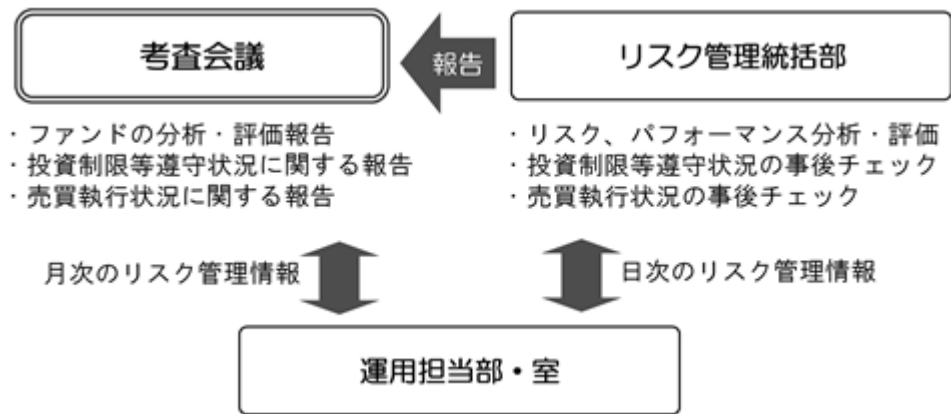 考査会議
報告
リスク管理統括部
・ファンドの分析・評価報告
・投資制限等遵守状況に関する報告
・売買執行状況に関する報告
・リスク、パフォーマンス分析・評価
・投資制限等遵守状況の事後チェック
・売買執行状況の事後チェック
月次のリスク管理情報
日次のリスク管理情報
運用担当部・室